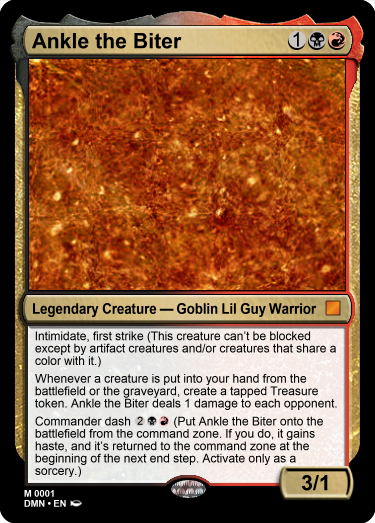 Ankle the Biter 1
Legendary Creature — Goblin Lil Guy Warrior
Intimidate, first strike (This creature can't be blocked
except by artifact creatures and/or creatures that share a
color with it.)
Whenever a creature is put into your hand from the
battlefield or the graveyard, create a tapped Treasure
token. Ankle the Biter deals 1 damage to each opponent.
Commander dash 2 (Put Ankle the Biter onto the
battlefield from the command zone. If you do, it gains
haste, and it's returned to the command zone at the
beginning of the next end step. Activate only as a
sorcery.)
3/1
M 0001
DMN • EN